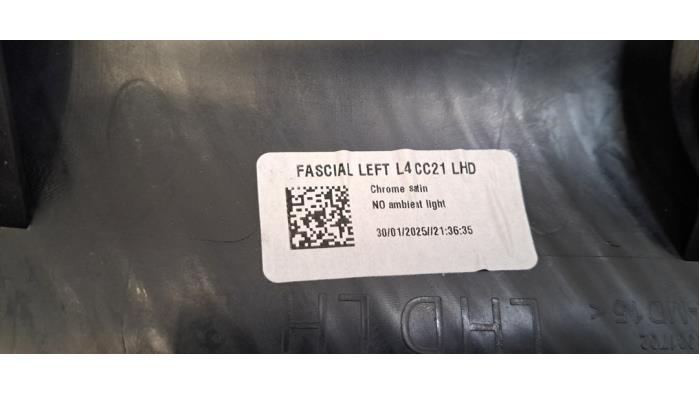 FASCIAL LEFT L4 CC21 LHD
Chrome satin
NO ambient light
30/01/2025//21:36:35
LHD LH